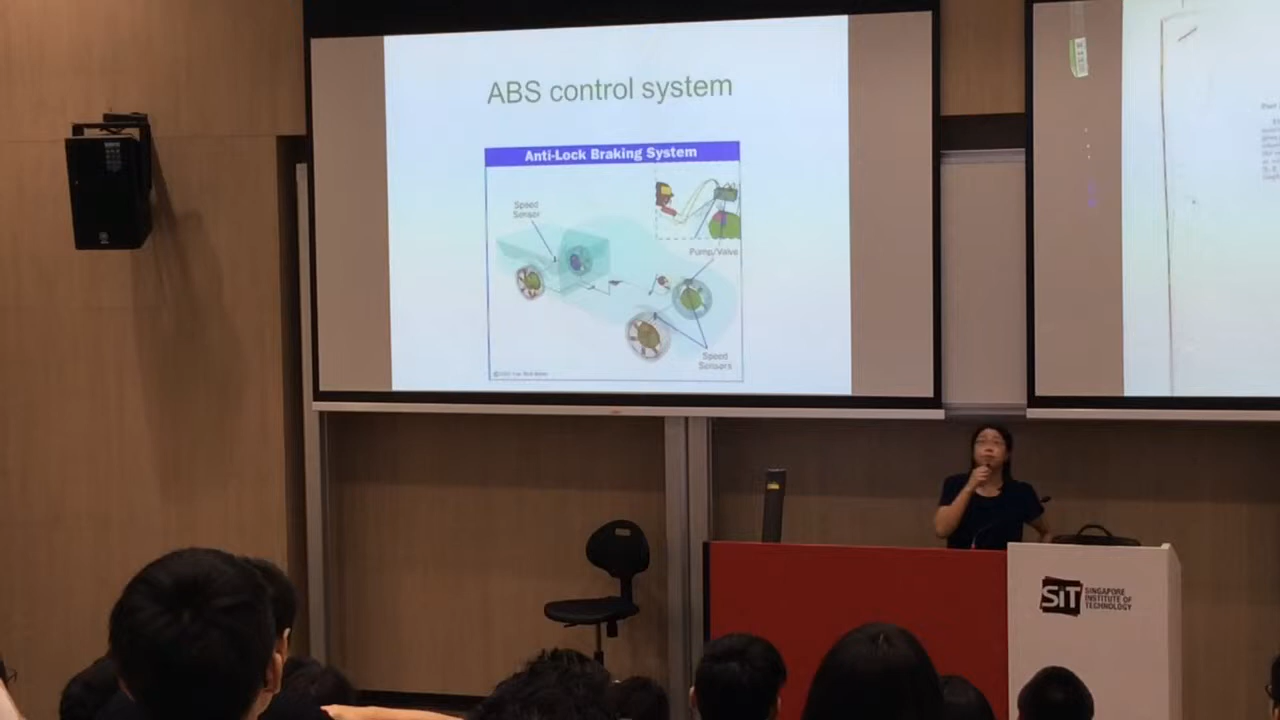 ABS control system
Anti-Lock Braking System
Speed
Sensor
Pump/Valve
Speed
Sensors
SiT
SINGAPORE
INSTITUTE OF
TECHNOLOGY